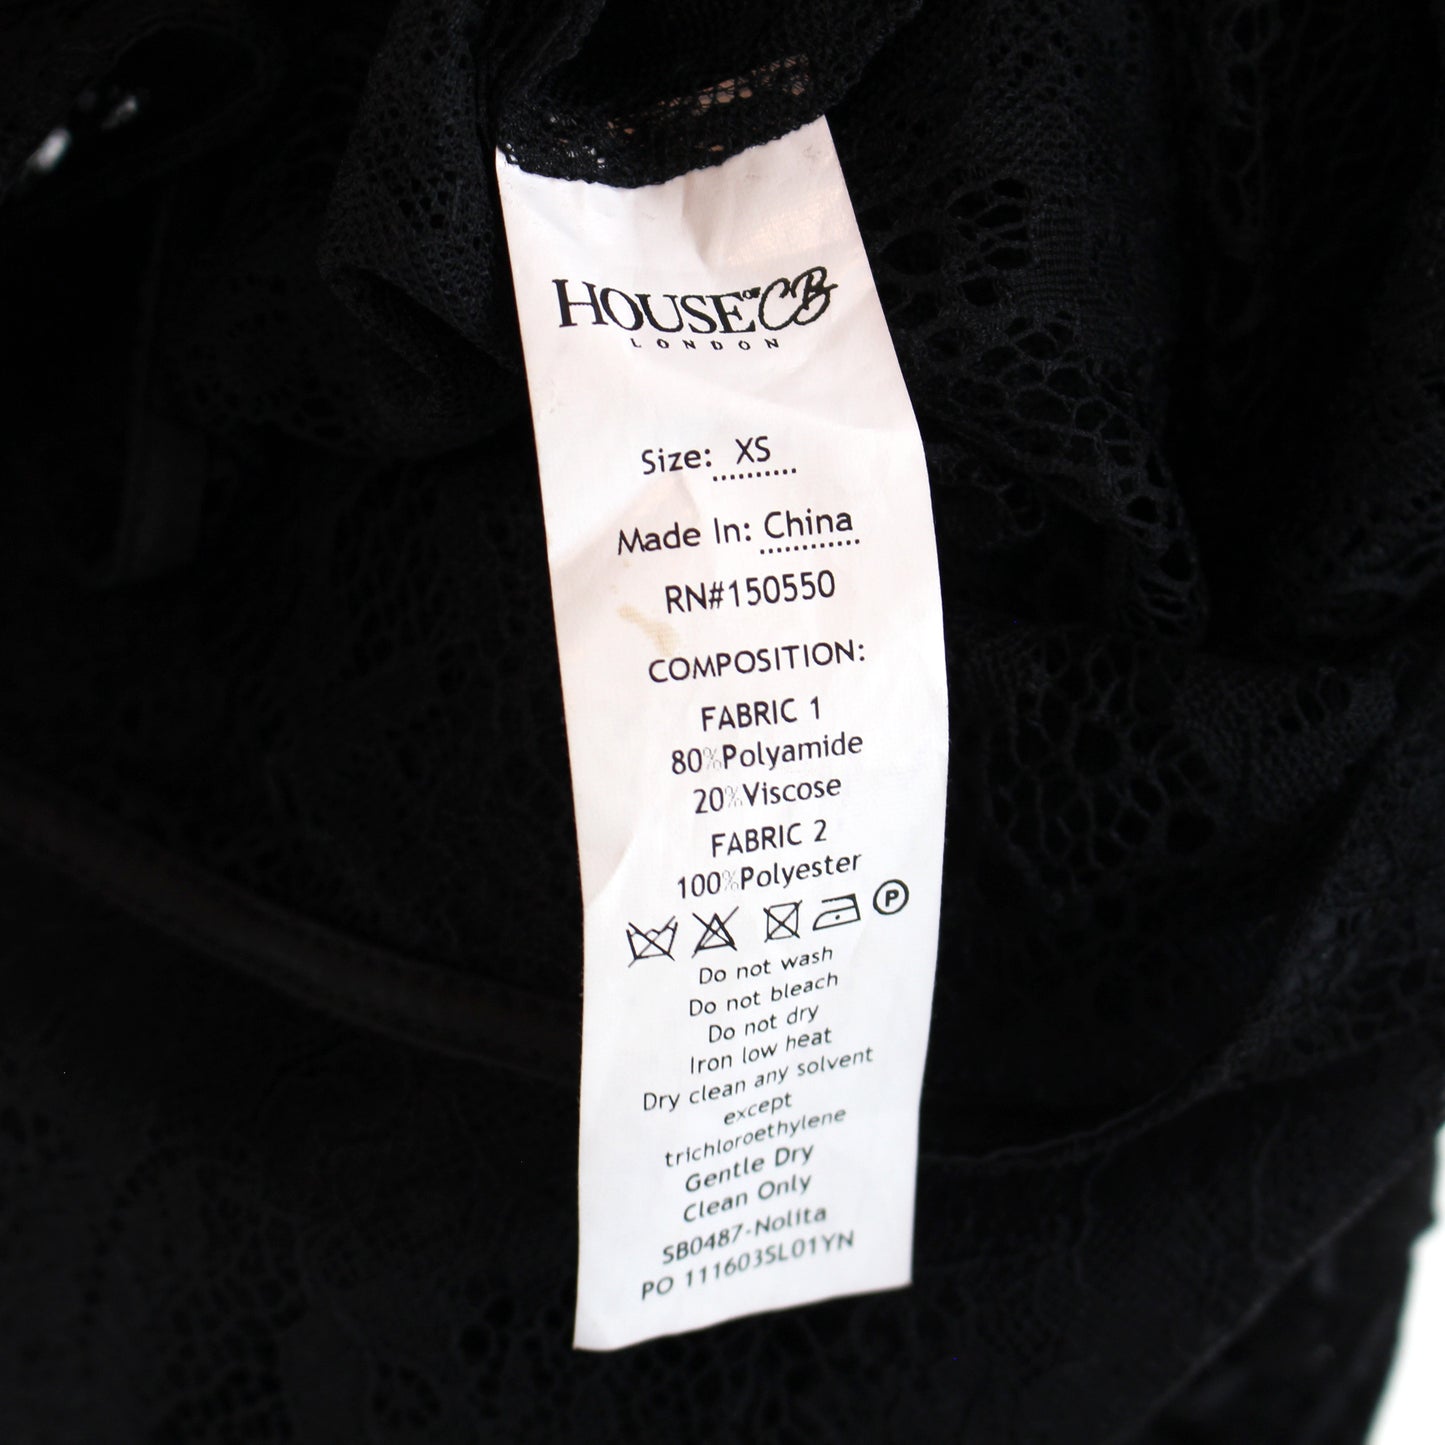 HOUSE OF CB
LONDON
Size: XS
Made In: China
RN#150550
COMPOSITION:
FABRIC 1
80%Polyamide
20%Viscose
FABRIC 2
100%Polyester
P
Do not wash
Do not bleach
Do not dry
Iron low heat
Dry clean any solvent
except
trichloroethylene
Gentle Dry
Clean Only
SB0487-Nolita
PO 111603SL01YN